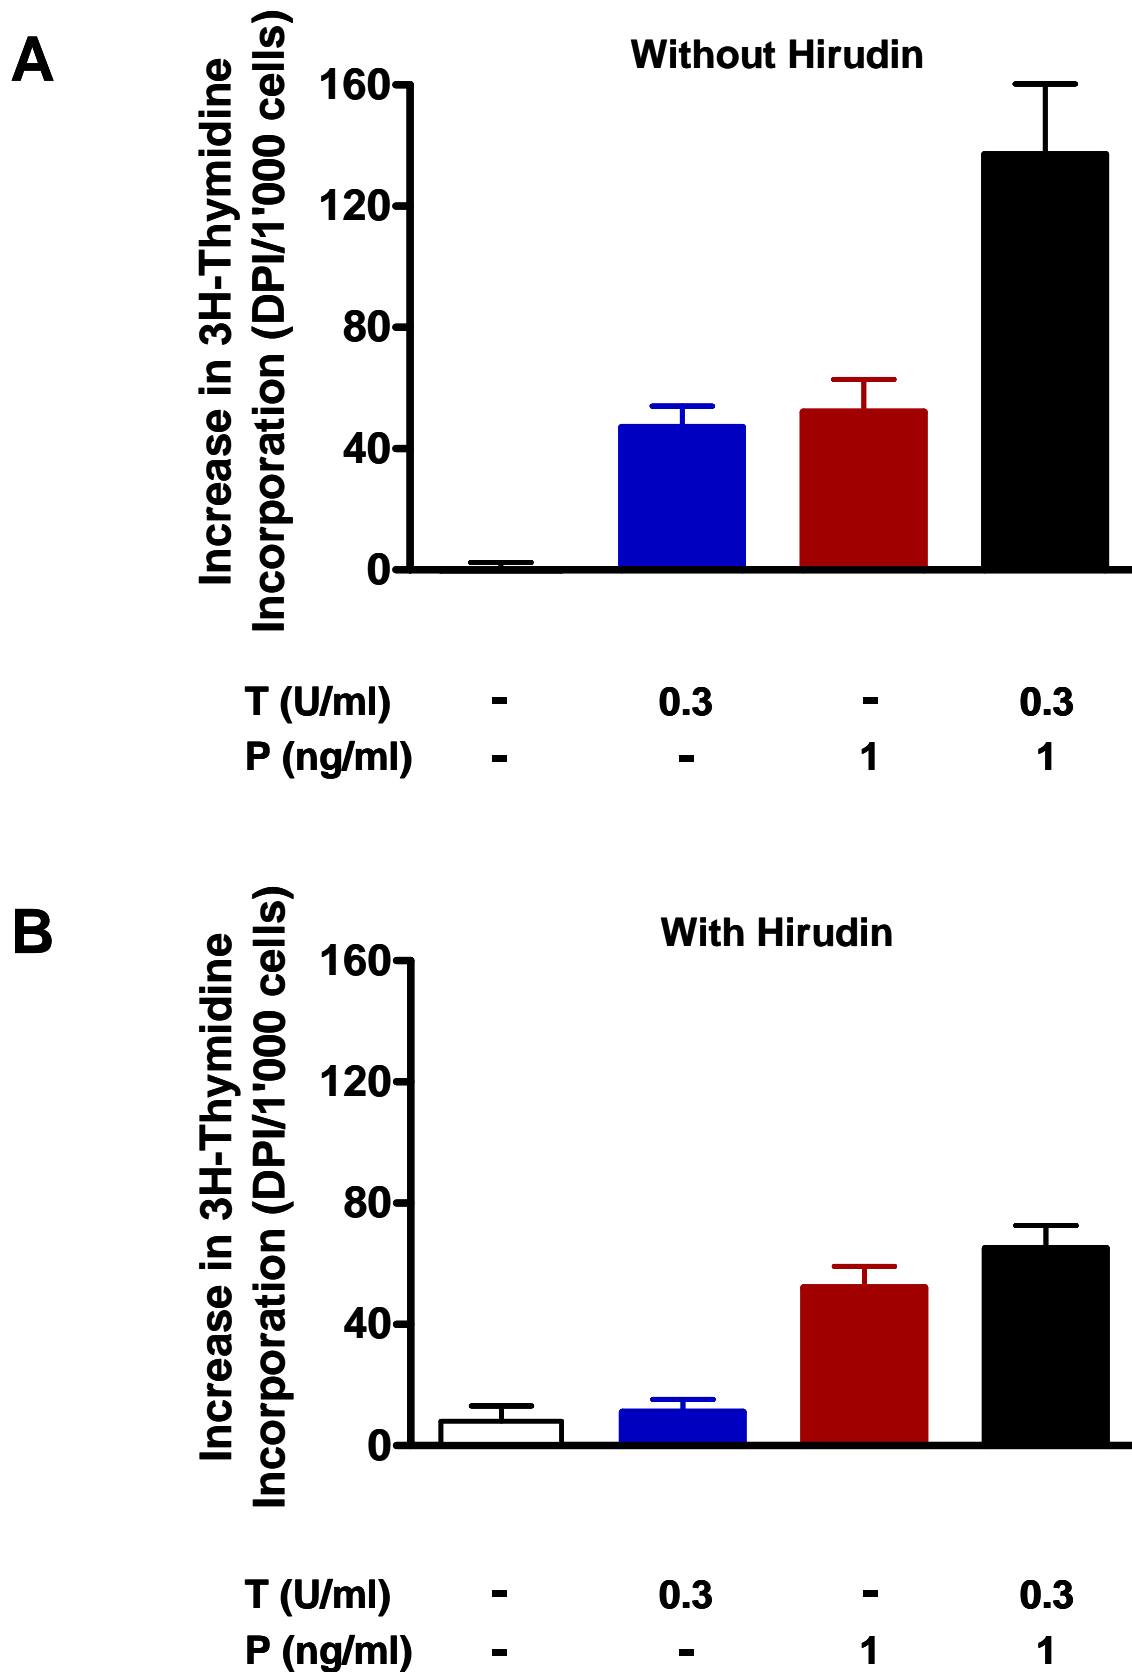 A
Without Hirudin
Increase in 3H-Thymidine
Incorporation (DPI/1'000 cells)
160
120
80
40
0
T (U/ml) - 0.3 - 0.3
P (ng/ml) - - 1 1
B
With Hirudin
Increase in 3H-Thymidine
Incorporation (DPI/1'000 cells)
160
120
80
40
0
T (U/ml) - 0.3 - 0.3
P (ng/ml) - - 1 1